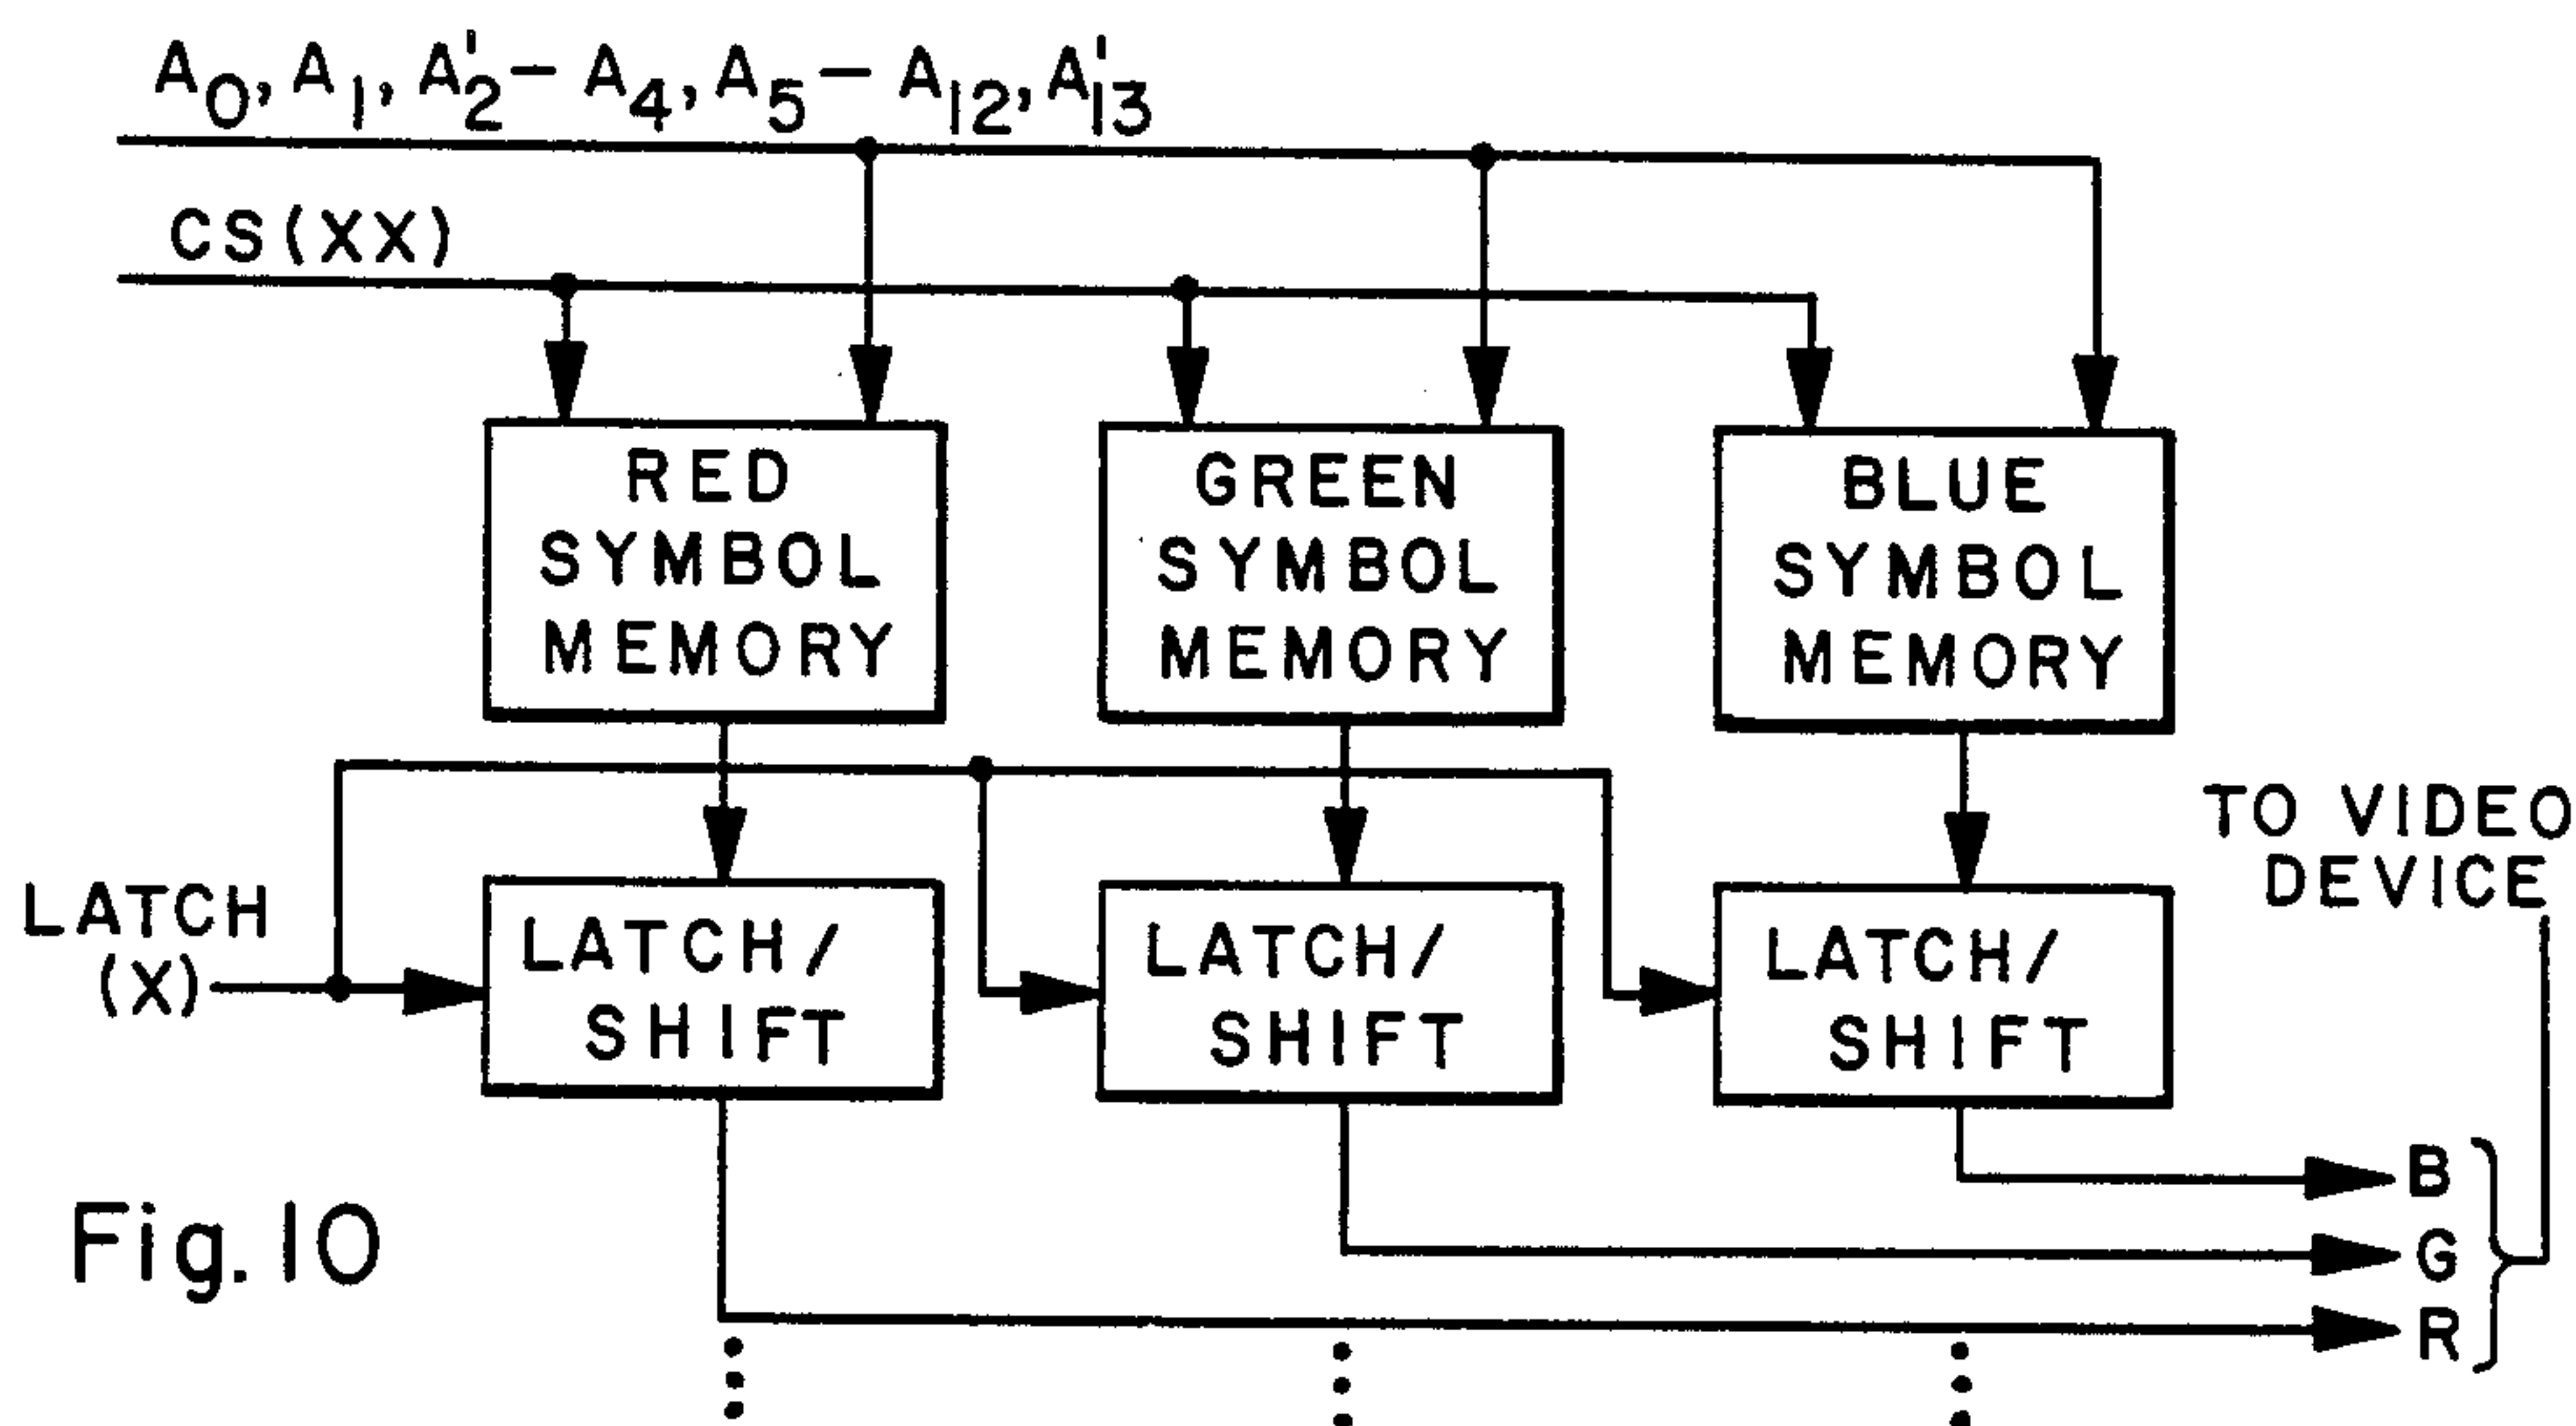 A₀, A₁, A'₂ – A₄, A₅ – A₁₂, A'₁₃
CS(XX)
RED
SYMBOL
MEMORY
GREEN
SYMBOL
MEMORY
BLUE
SYMBOL
MEMORY
TO VIDEO
DEVICE
LATCH
(X)
LATCH/
SHIFT
LATCH/
SHIFT
LATCH/
SHIFT
B
G
R
Fig. 10